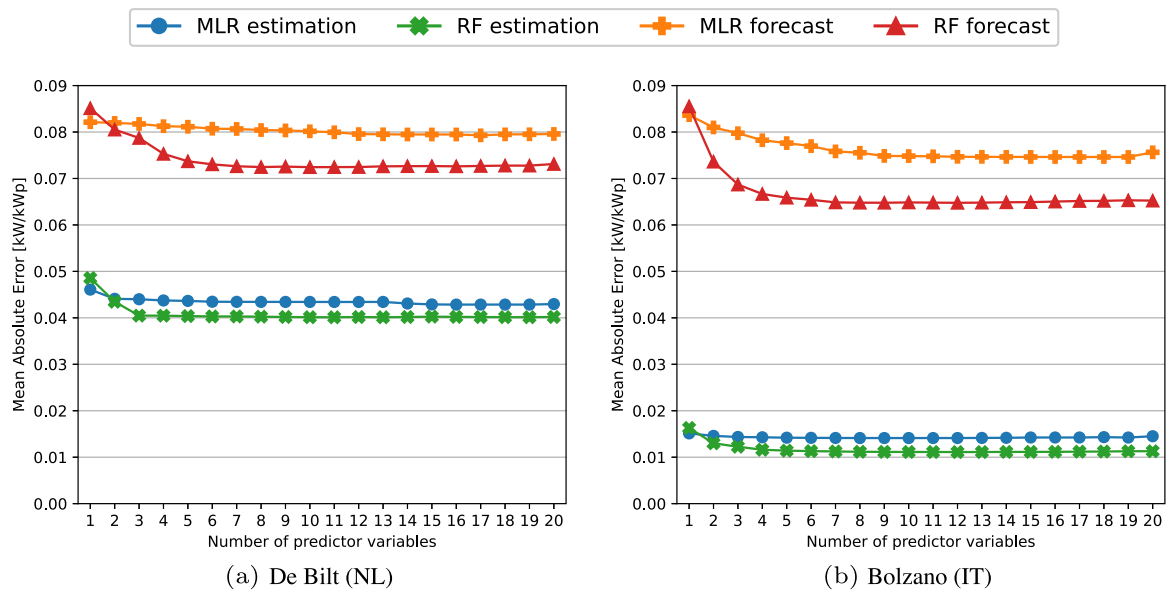 MLR estimation RF estimation MLR forecast RF forecast
Mean Absolute Error [kW/kWp]
0.09
0.08
0.07
0.06
0.05
0.04
0.03
0.02
0.01
0.00
1 2 3 4 5 6 7 8 9 10 11 12 13 14 15 16 17 18 19 20
Number of predictor variables
(a) De Bilt (NL)
Mean Absolute Error [kW/kWp]
0.09
0.08
0.07
0.06
0.05
0.04
0.03
0.02
0.01
0.00
1 2 3 4 5 6 7 8 9 10 11 12 13 14 15 16 17 18 19 20
Number of predictor variables
(b) Bolzano (IT)